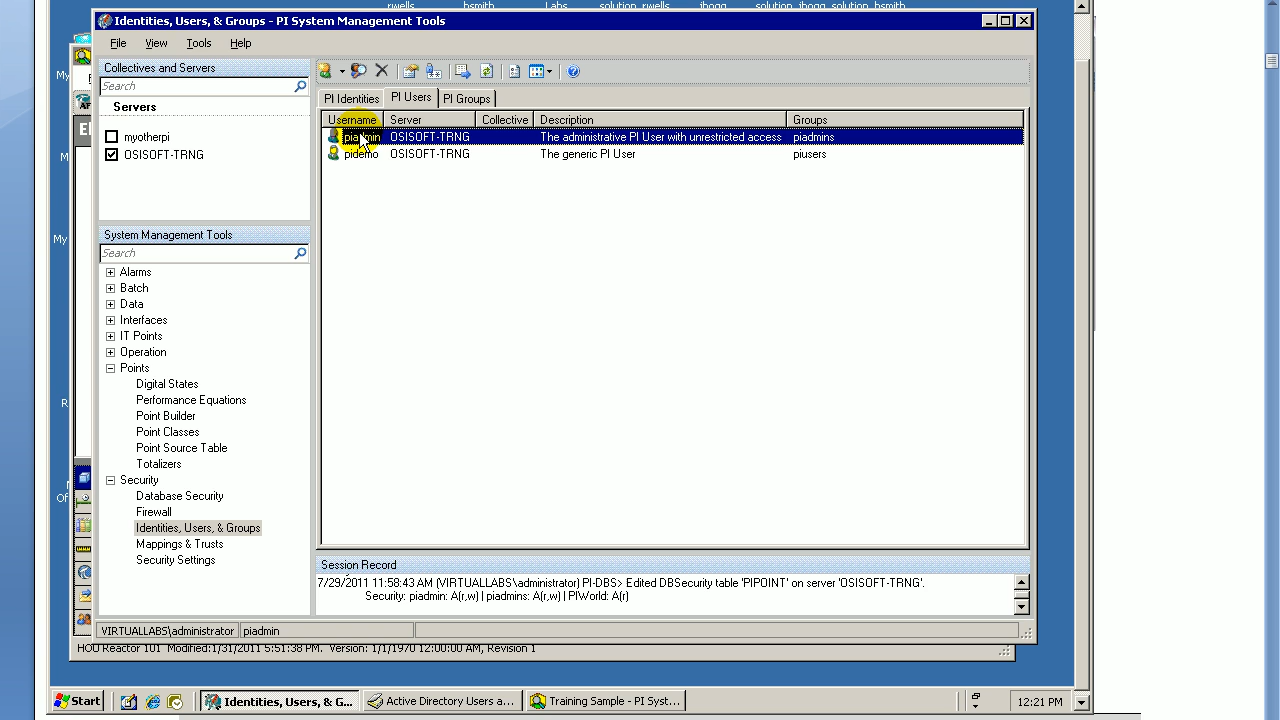 rwells bsmith Labs solution_rwells jbogg solution_jbogg solution_bsmith
Identities, Users, & Groups - PI System Management Tools
File View Tools Help
Collectives and Servers
Search
Servers
myotherpi
OSISOFT-TRNG
PI Identities PI Users PI Groups
Username Server Collective Description Groups
piadmin OSISOFT-TRNG The administrative PI User with unrestricted access piadmins
pidemo OSISOFT-TRNG The generic PI User piusers
System Management Tools
Search
Alarms
Batch
Data
Interfaces
IT Points
Operation
Points
Digital States
Performance Equations
Point Builder
Point Classes
Point Source Table
Totalizers
Security
Database Security
Firewall
Identities, Users, & Groups
Mappings & Trusts
Security Settings
Session Record
7/29/2011 11:58:43 AM (VIRTUALLABS\administrator) PI-DBS> Edited DBSecurity table 'PIPOINT' on server 'OSISOFT-TRNG'.
Security: piadmin: A(r,w) | piadmins: A(r,w) | PIWorld: A(r)
VIRTUALLABS\administrator piadmin
HOU Reactor 101 Modified:1/31/2011 5:51:38 PM. Version: 1/1/1970 12:00:00 AM, Revision 1
Start Identities, Users, & G... Active Directory Users a... Training Sample - PI Syst... 12:21 PM